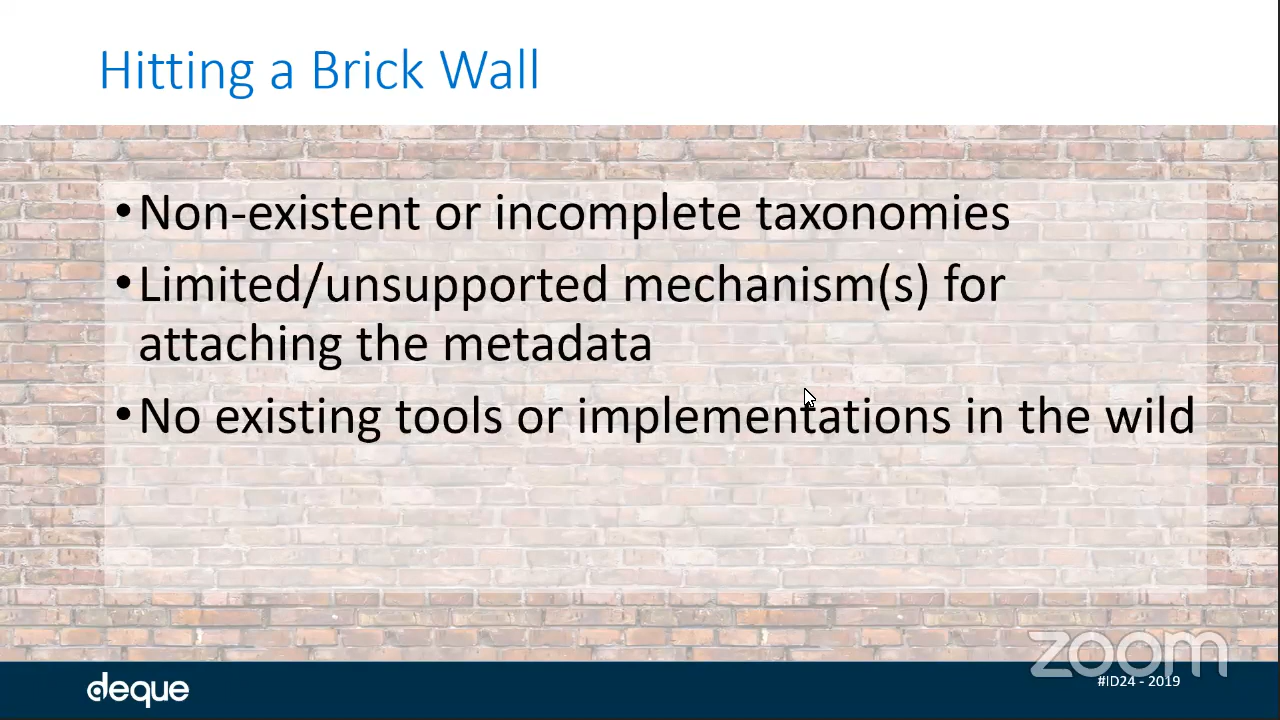 Hitting a Brick Wall
•Non-existent or incomplete taxonomies
•Limited/unsupported mechanism(s) for
attaching the metadata
•No existing tools or implementations in the wild
zoom
deque
#ID24 - 2019